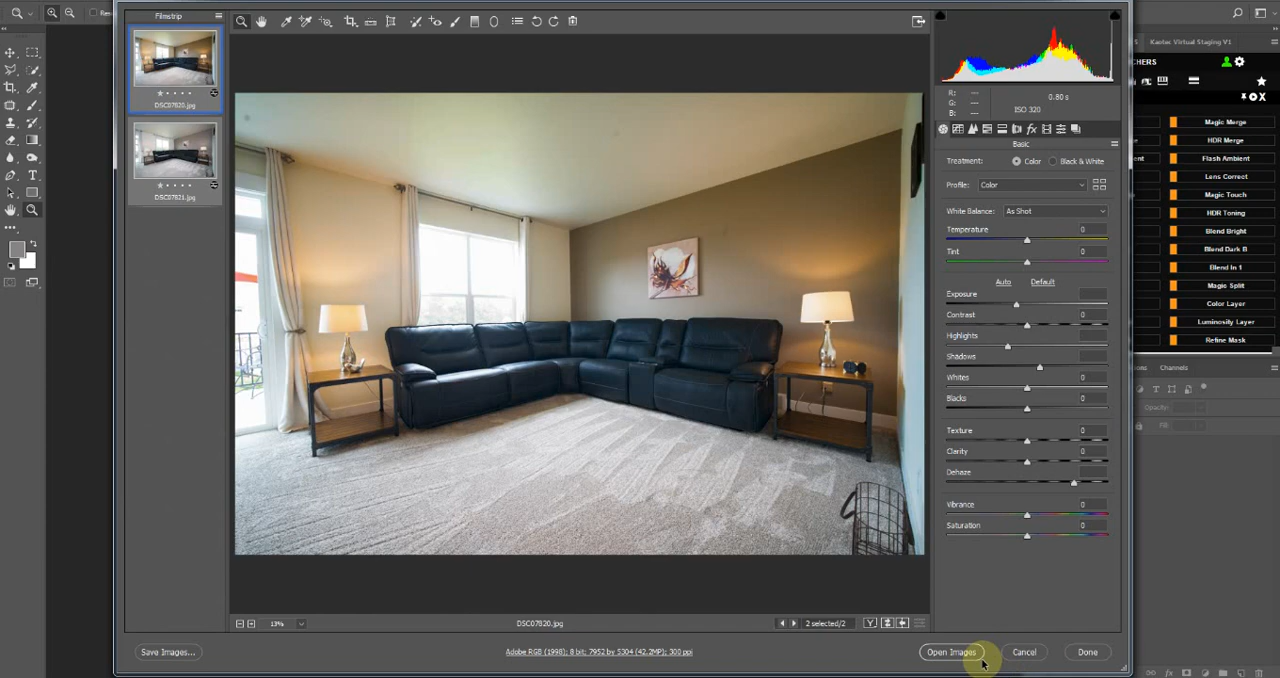 Filmstrip
DSC07820.jpg
DSC07821.jpg
Save Images...
13%
DSC07820.jpg
2 selected/2
Adobe RGB (1998); 8 bit; 7952 by 5304 (42.2MP); 300 ppi
Open Images
Cancel
Done
R: ---
G: ---
B: ---
0.80 s
ISO 320
Basic
Treatment:
Color
Black & White
Profile:
Color
White Balance:
As Shot
Temperature
0
Tint
0
Auto
Default
Exposure
Contrast
0
Highlights
Shadows
Whites
0
Blacks
0
Texture
0
Clarity
0
Dehaze
Vibrance
0
Saturation
0
Kaotec Virtual Staging V1
CHERS
Magic Merge
HDR Merge
Flash Ambient
Lens Correct
Magic Touch
HDR Toning
Blend Bright
Blend Dark B
Blend In 1
Magic Split
Color Layer
Luminosity Layer
Refine Mask
Channels
Opacity:
Fill: